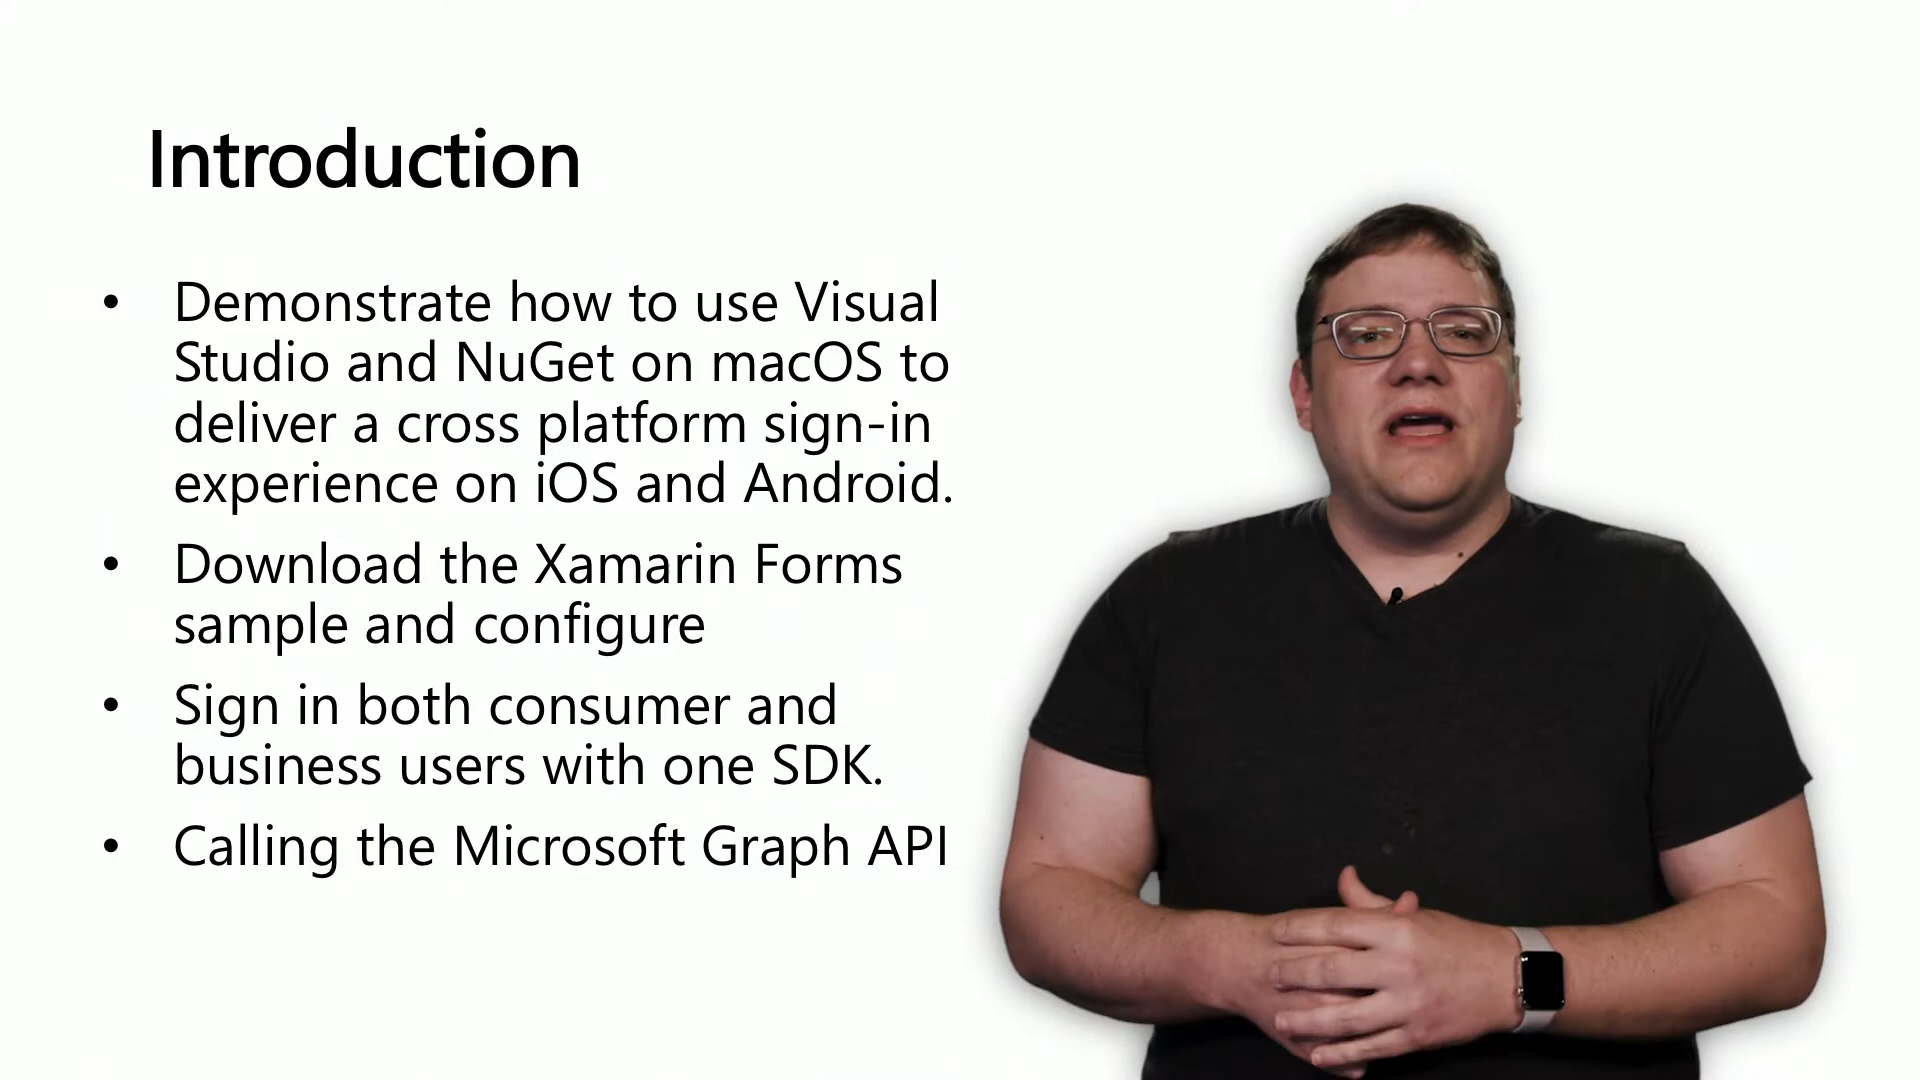 Introduction
• Demonstrate how to use Visual
Studio and NuGet on macOS to
deliver a cross platform sign-in
experience on iOS and Android.
• Download the Xamarin Forms
sample and configure
• Sign in both consumer and
business users with one SDK.
• Calling the Microsoft Graph API